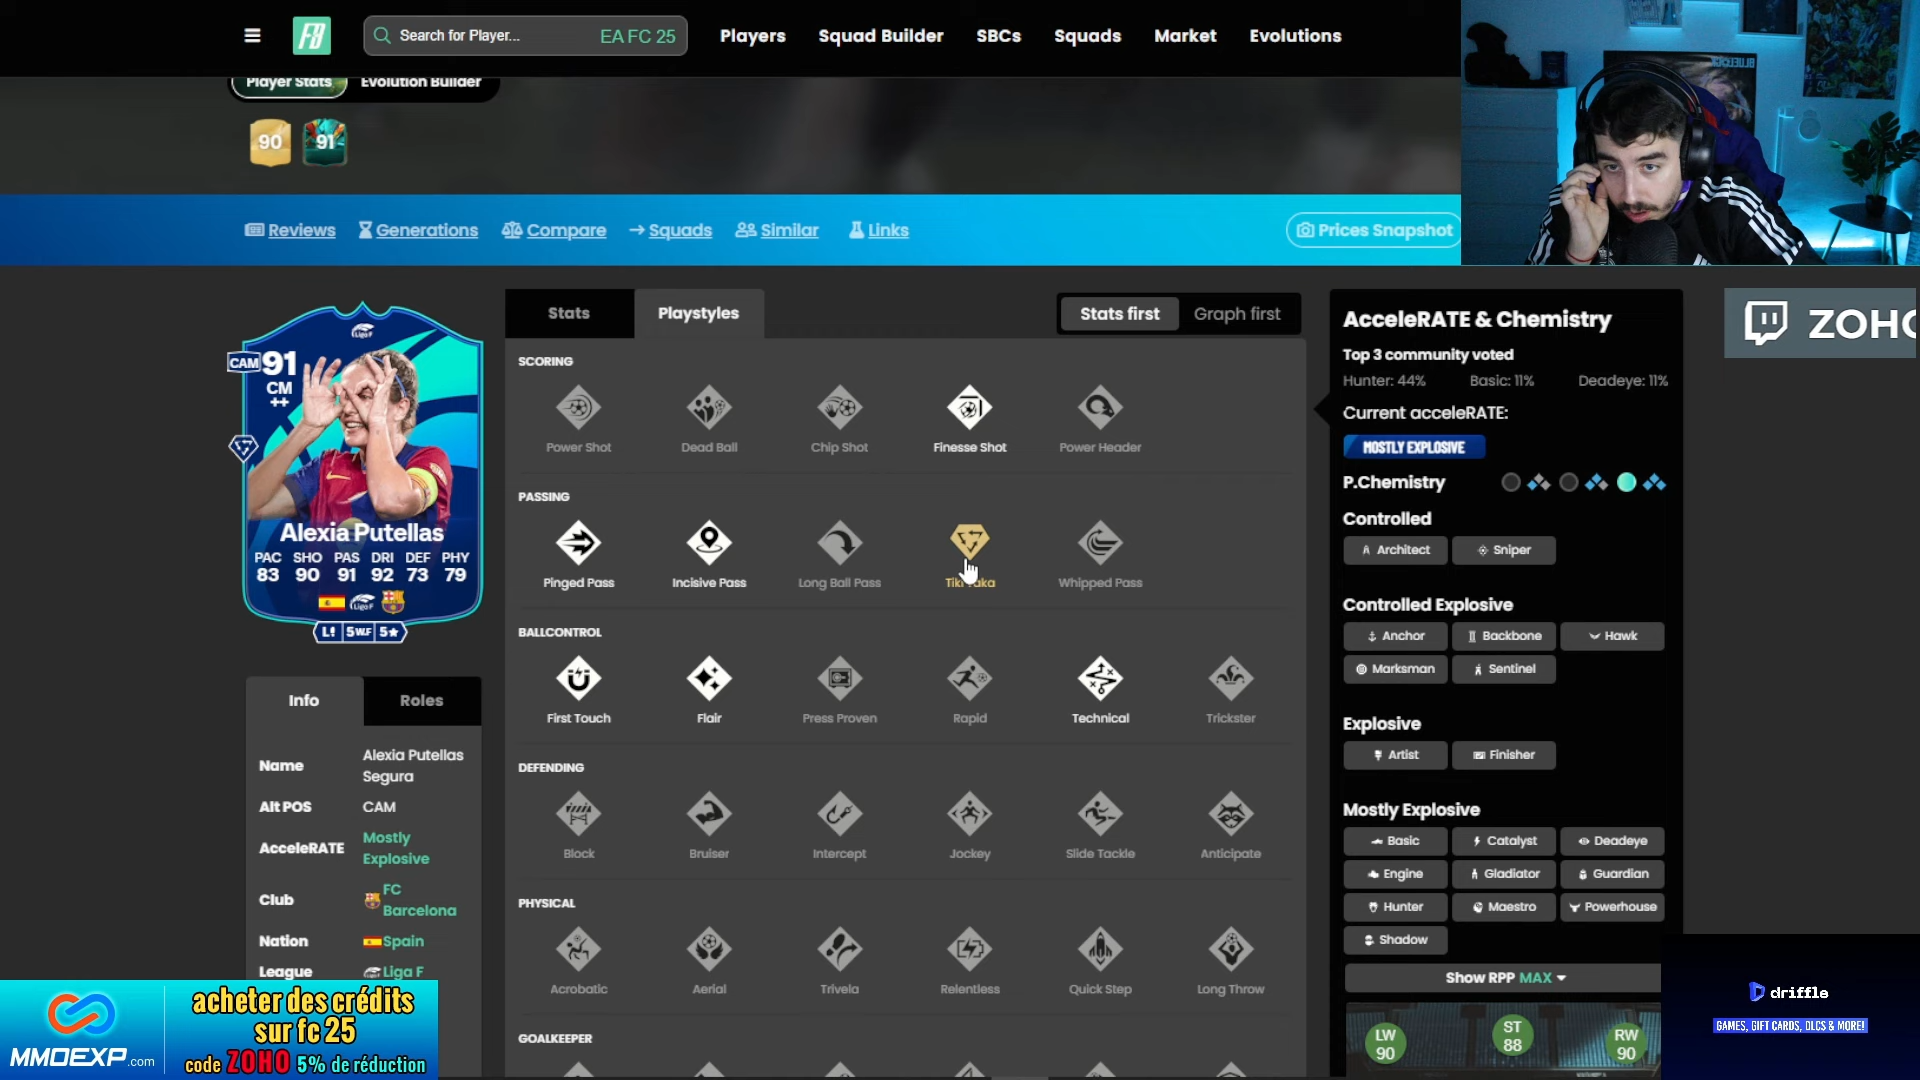 Search for Player...
EA FC 25
Players
Squad Builder
SBCs
Squads
Market
Evolutions
Player Stats
Evolution Builder
90
91
Reviews
Generations
Compare
Squads
Similar
Links
Prices Snapshot
ZOHO
CAM
91
CM
++
Liga F
Alexia Putellas
PAC SHO PAS DRI DEF PHY
83 90 91 92 73 79
L! 5WF 5★
Info
Roles
Name
Alexia Putellas
Segura
Alt POS
CAM
AcceleRATE
Mostly
Explosive
Club
FC
Barcelona
Nation
Spain
League
Liga F
Stats
Playstyles
Stats first
Graph first
SCORING
Power Shot
Dead Ball
Chip Shot
Finesse Shot
Power Header
PASSING
Pinged Pass
Incisive Pass
Long Ball Pass
Tiki Taka
Whipped Pass
BALLCONTROL
First Touch
Flair
Press Proven
Rapid
Technical
Trickster
DEFENDING
Block
Bruiser
Intercept
Jockey
Slide Tackle
Anticipate
PHYSICAL
Acrobatic
Aerial
Trivela
Relentless
Quick Step
Long Throw
GOALKEEPER
AcceleRATE & Chemistry
Top 3 community voted
Hunter: 44%
Basic: 11%
Deadeye: 11%
Current acceleRATE:
MOSTLY EXPLOSIVE
P.Chemistry
Controlled
Architect
Sniper
Controlled Explosive
Anchor
Backbone
Hawk
Marksman
Sentinel
Explosive
Artist
Finisher
Mostly Explosive
Basic
Catalyst
Deadeye
Engine
Gladiator
Guardian
Hunter
Maestro
Powerhouse
Shadow
Show RPP MAX
LW
90
ST
88
RW
90
MMOEXP.com
acheter des crédits
sur fc 25
code ZOHO 5% de réduction
driffle
GAMES, GIFT CARDS, DLCS & MORE!